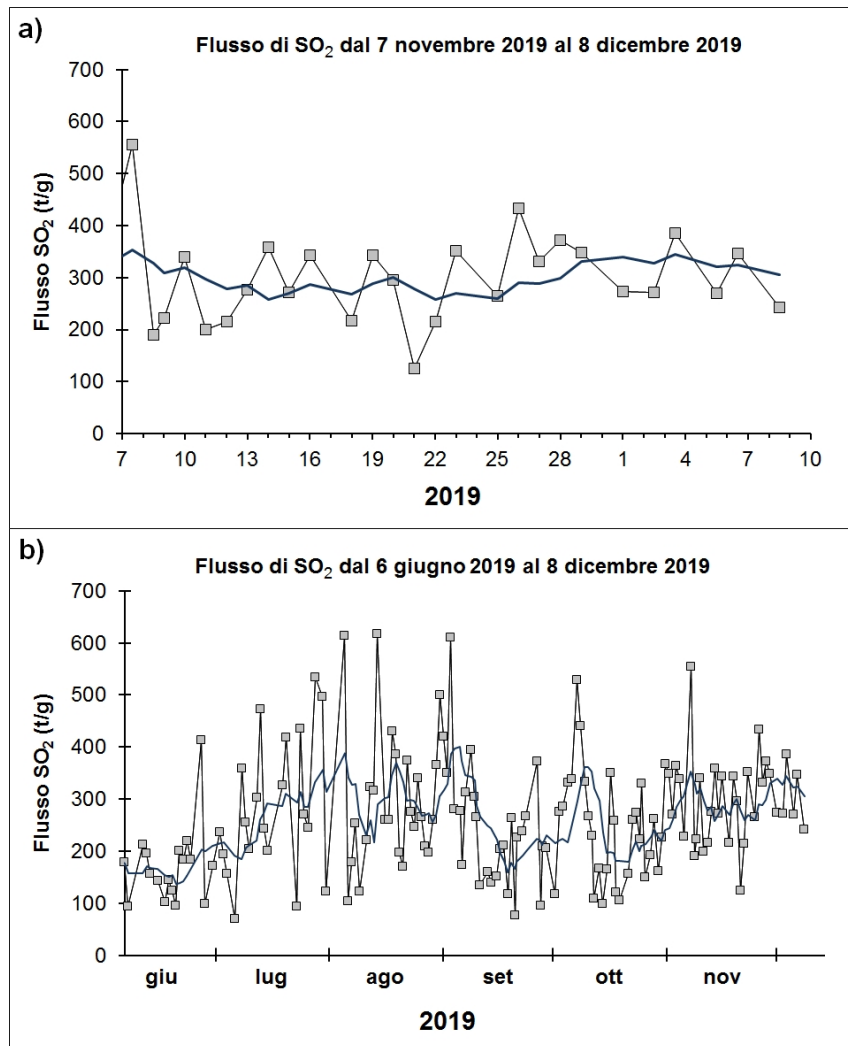 a)
Flusso di SO₂ dal 7 novembre 2019 al 8 dicembre 2019
700
600
500
400
300
200
100
0
Flusso SO₂ (t/g)
7 10 13 16 19 22 25 28 1 4 7 10
2019
b)
Flusso di SO₂ dal 6 giugno 2019 al 8 dicembre 2019
700
600
500
400
300
200
100
0
Flusso SO₂ (t/g)
giu lug ago set ott nov
2019